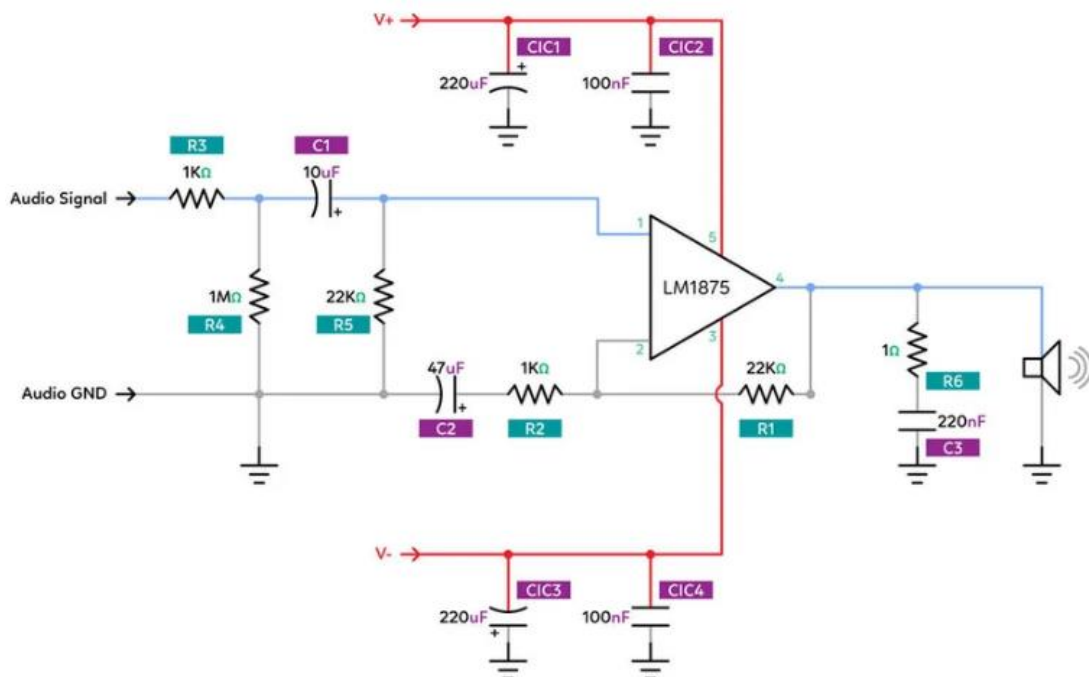 V+
CIC1
CIC2
+
220uF
100nF
R3
C1
1KΩ
10uF
Audio Signal
+
1
5
1MΩ
22KΩ
LM1875
4
R4
R5
3
2
1Ω
47uF
1KΩ
22KΩ
R6
Audio GND
+
220nF
C2
R2
R1
C3
V-
CIC3
CIC4
220uF
100nF
+